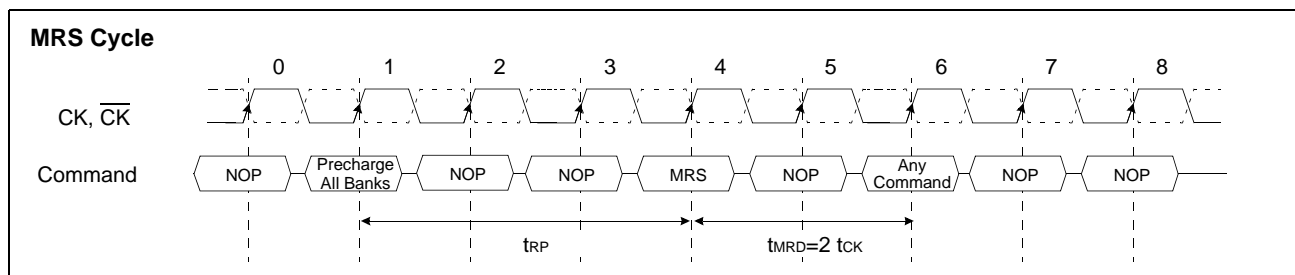 MRS Cycle
0 1 2 3 4 5 6 7 8
CK, C̅K̅
Command
NOP Precharge All Banks NOP NOP MRS NOP Any Command NOP NOP
tRP tMRD=2 tCK